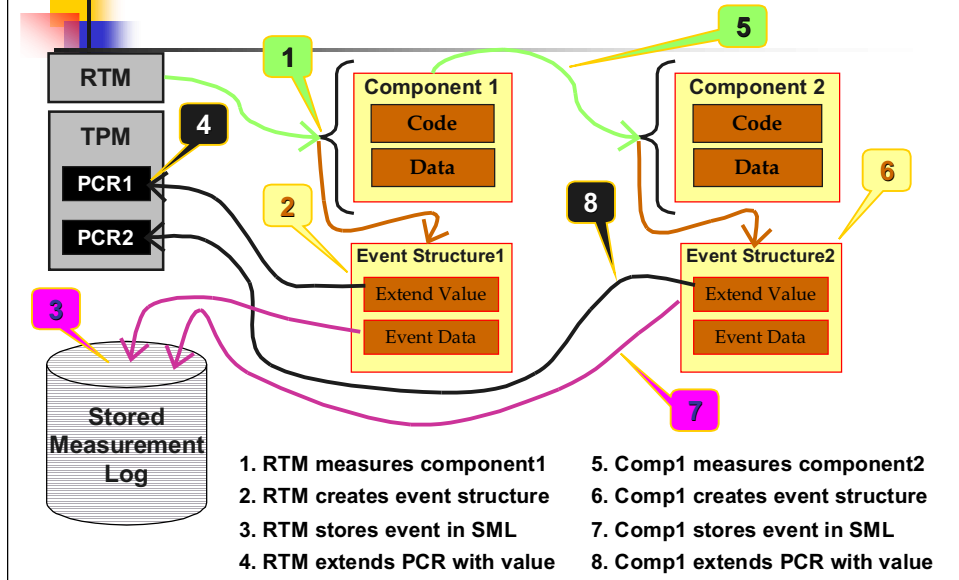 5
1
RTM
Component 1
Component 2
Code
Code
4
TPM
Data
Data
PCR1
6
2
8
PCR2
Event Structure1
Event Structure2
Extend Value
Extend Value
3
Event Data
Event Data
7
Stored
Measurement
Log
1. RTM measures component1
2. RTM creates event structure
3. RTM stores event in SML
4. RTM extends PCR with value
5. Comp1 measures component2
6. Comp1 creates event structure
7. Comp1 stores event in SML
8. Comp1 extends PCR with value